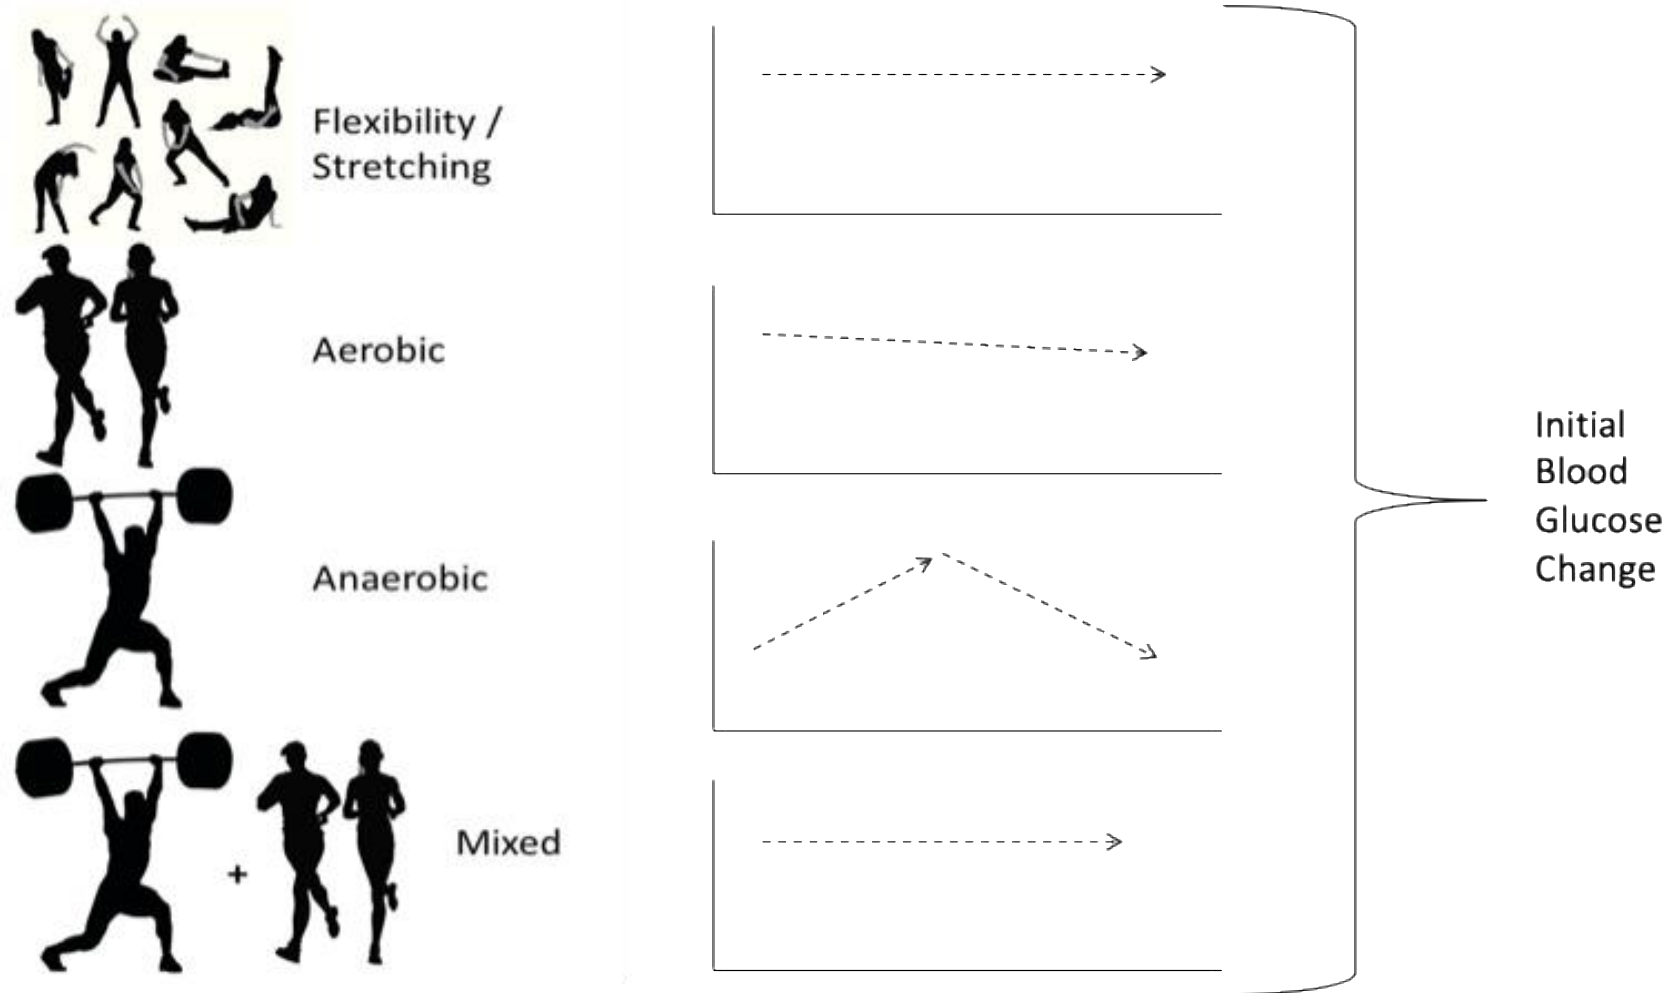 Flexibility /
Stretching
Aerobic
Anaerobic
+
Mixed
Initial
Blood
Glucose
Change